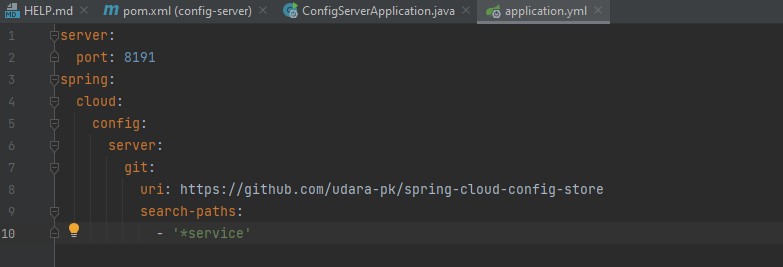 HELP.md pom.xml (config-server) ConfigServerApplication.java application.yml
1 server:
2 port: 8191
3 spring:
4 cloud:
5 config:
6 server:
7 git:
8 uri: https://github.com/udara-pk/spring-cloud-config-store
9 search-paths:
10 - '*service'